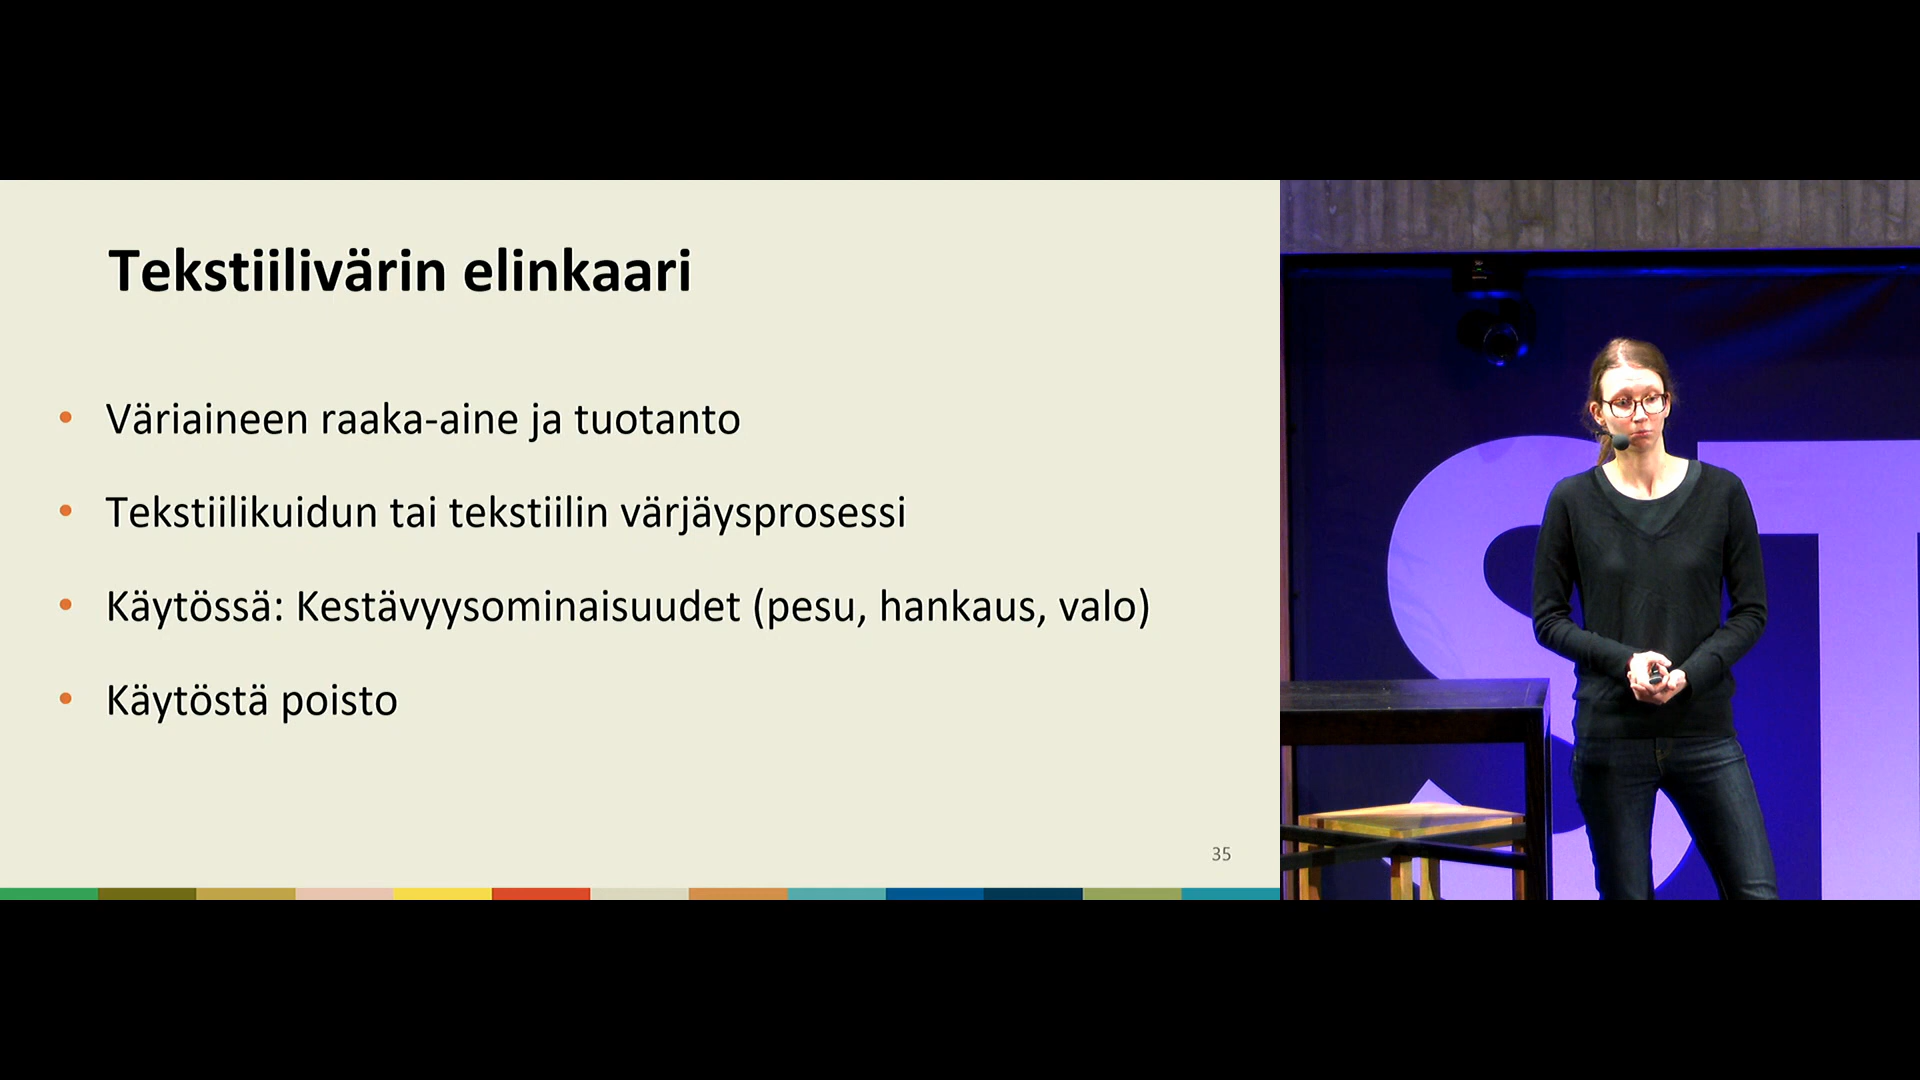 Tekstiilivärin elinkaari
• Väriaineen raaka-aine ja tuotanto
• Tekstiilikuidun tai tekstiilin värjäysprosessi
• Käytössä: Kestävyysominaisuudet (pesu, hankaus, valo)
• Käytöstä poisto
35
ST